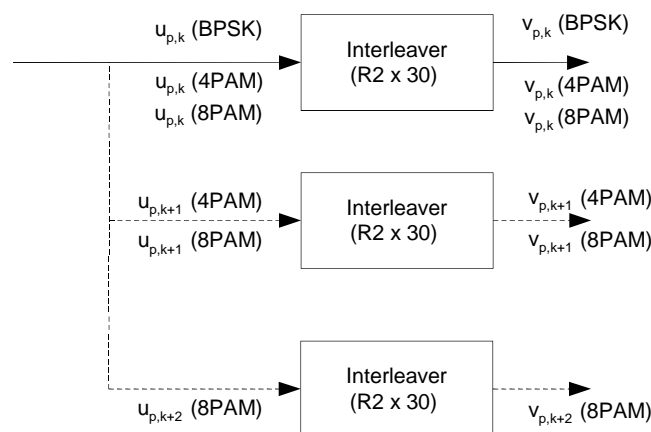 u_{p,k} (BPSK)
u_{p,k} (4PAM)
u_{p,k} (8PAM)
Interleaver
(R2 x 30)
v_{p,k} (BPSK)
v_{p,k} (4PAM)
v_{p,k} (8PAM)
u_{p,k+1} (4PAM)
u_{p,k+1} (8PAM)
Interleaver
(R2 x 30)
v_{p,k+1} (4PAM)
v_{p,k+1} (8PAM)
u_{p,k+2} (8PAM)
Interleaver
(R2 x 30)
v_{p,k+2} (8PAM)